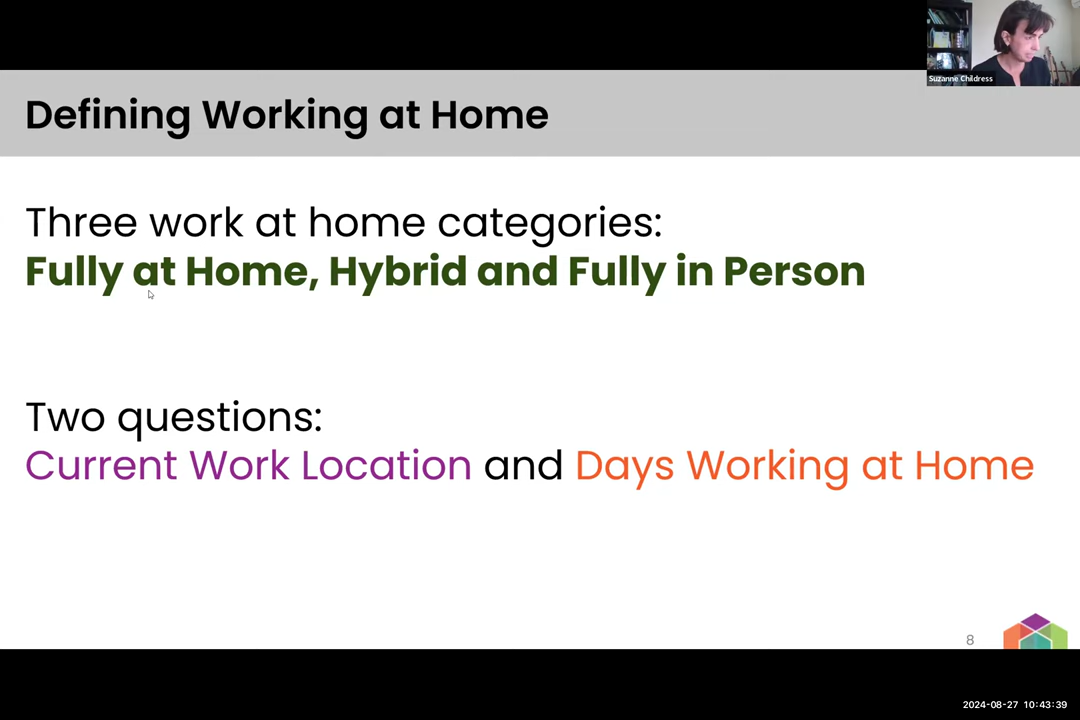 Suzanne Childress
Defining Working at Home
Three work at home categories:
Fully at Home, Hybrid and Fully in Person
Two questions:
Current Work Location and Days Working at Home
8
2024-08-27 10:43:39